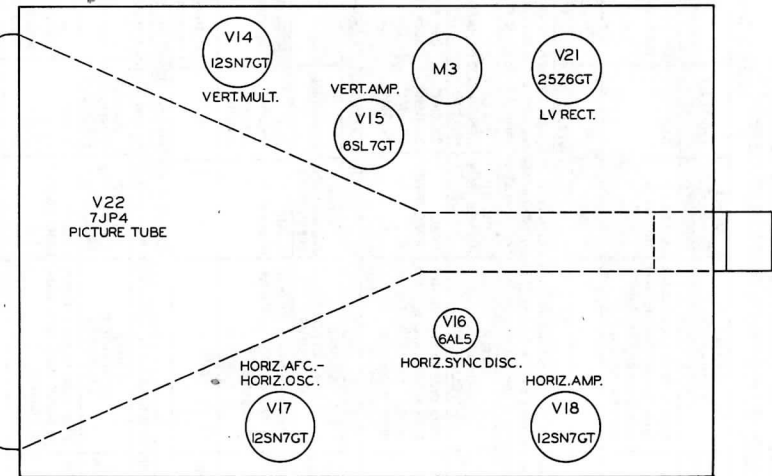 V14
12SN7GT
VERT.MULT.
VERT.AMP.
V15
6SL7GT
M3
V21
25Z6GT
LV RECT.
V22
7JP4
PICTURE TUBE
V16
6AL5
HORIZ.SYNC DISC.
HORIZ.AFC.-
HORIZ.OSC.
V17
12SN7GT
HORIZ.AMP.
V18
12SN7GT